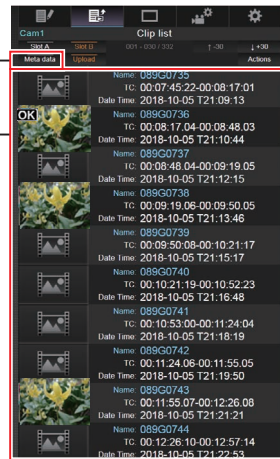 Cam1 Clip list
Slot A Slot B 001 - 030 / 332 ↑-30 ↓+30
Meta data Upload Actions
Name: 089G0735
TC: 00:07:45:22-00:08:17:01
Date Time: 2018-10-05 T21:09:13
OK
Name: 089G0736
TC: 00:08:17.04-00:08:48.03
Date Time: 2018-10-05 T21:10:44
Name: 089G0737
TC: 00:08:48.04-00:09:19.05
Date Time: 2018-10-05 T21:12:15
Name: 089G0738
TC: 00:09:19.06-00:09:50.05
Date Time: 2018-10-05 T21:13:46
Name: 089G0739
TC: 00:09:50:08-00:10:21:17
Date Time: 2018-10-05 T21:15:17
Name: 089G0740
TC: 00:10:21:19-00:10:52:23
Date Time: 2018-10-05 T21:16:48
Name: 089G0741
TC: 00:10:53:00-00:11:24:04
Date Time: 2018-10-05 T21:18:19
Name: 089G0742
TC: 00:11:24.06-00:11:55.05
Date Time: 2018-10-05 T21:19:50
Name: 089G0743
TC: 00:11:55.07-00:12:26.08
Date Time: 2018-10-05 T21:21:21
Name: 089G0744
TC: 00:12:26:10-00:12:57:14
Date Time: 2018-10-05 T21:22:53